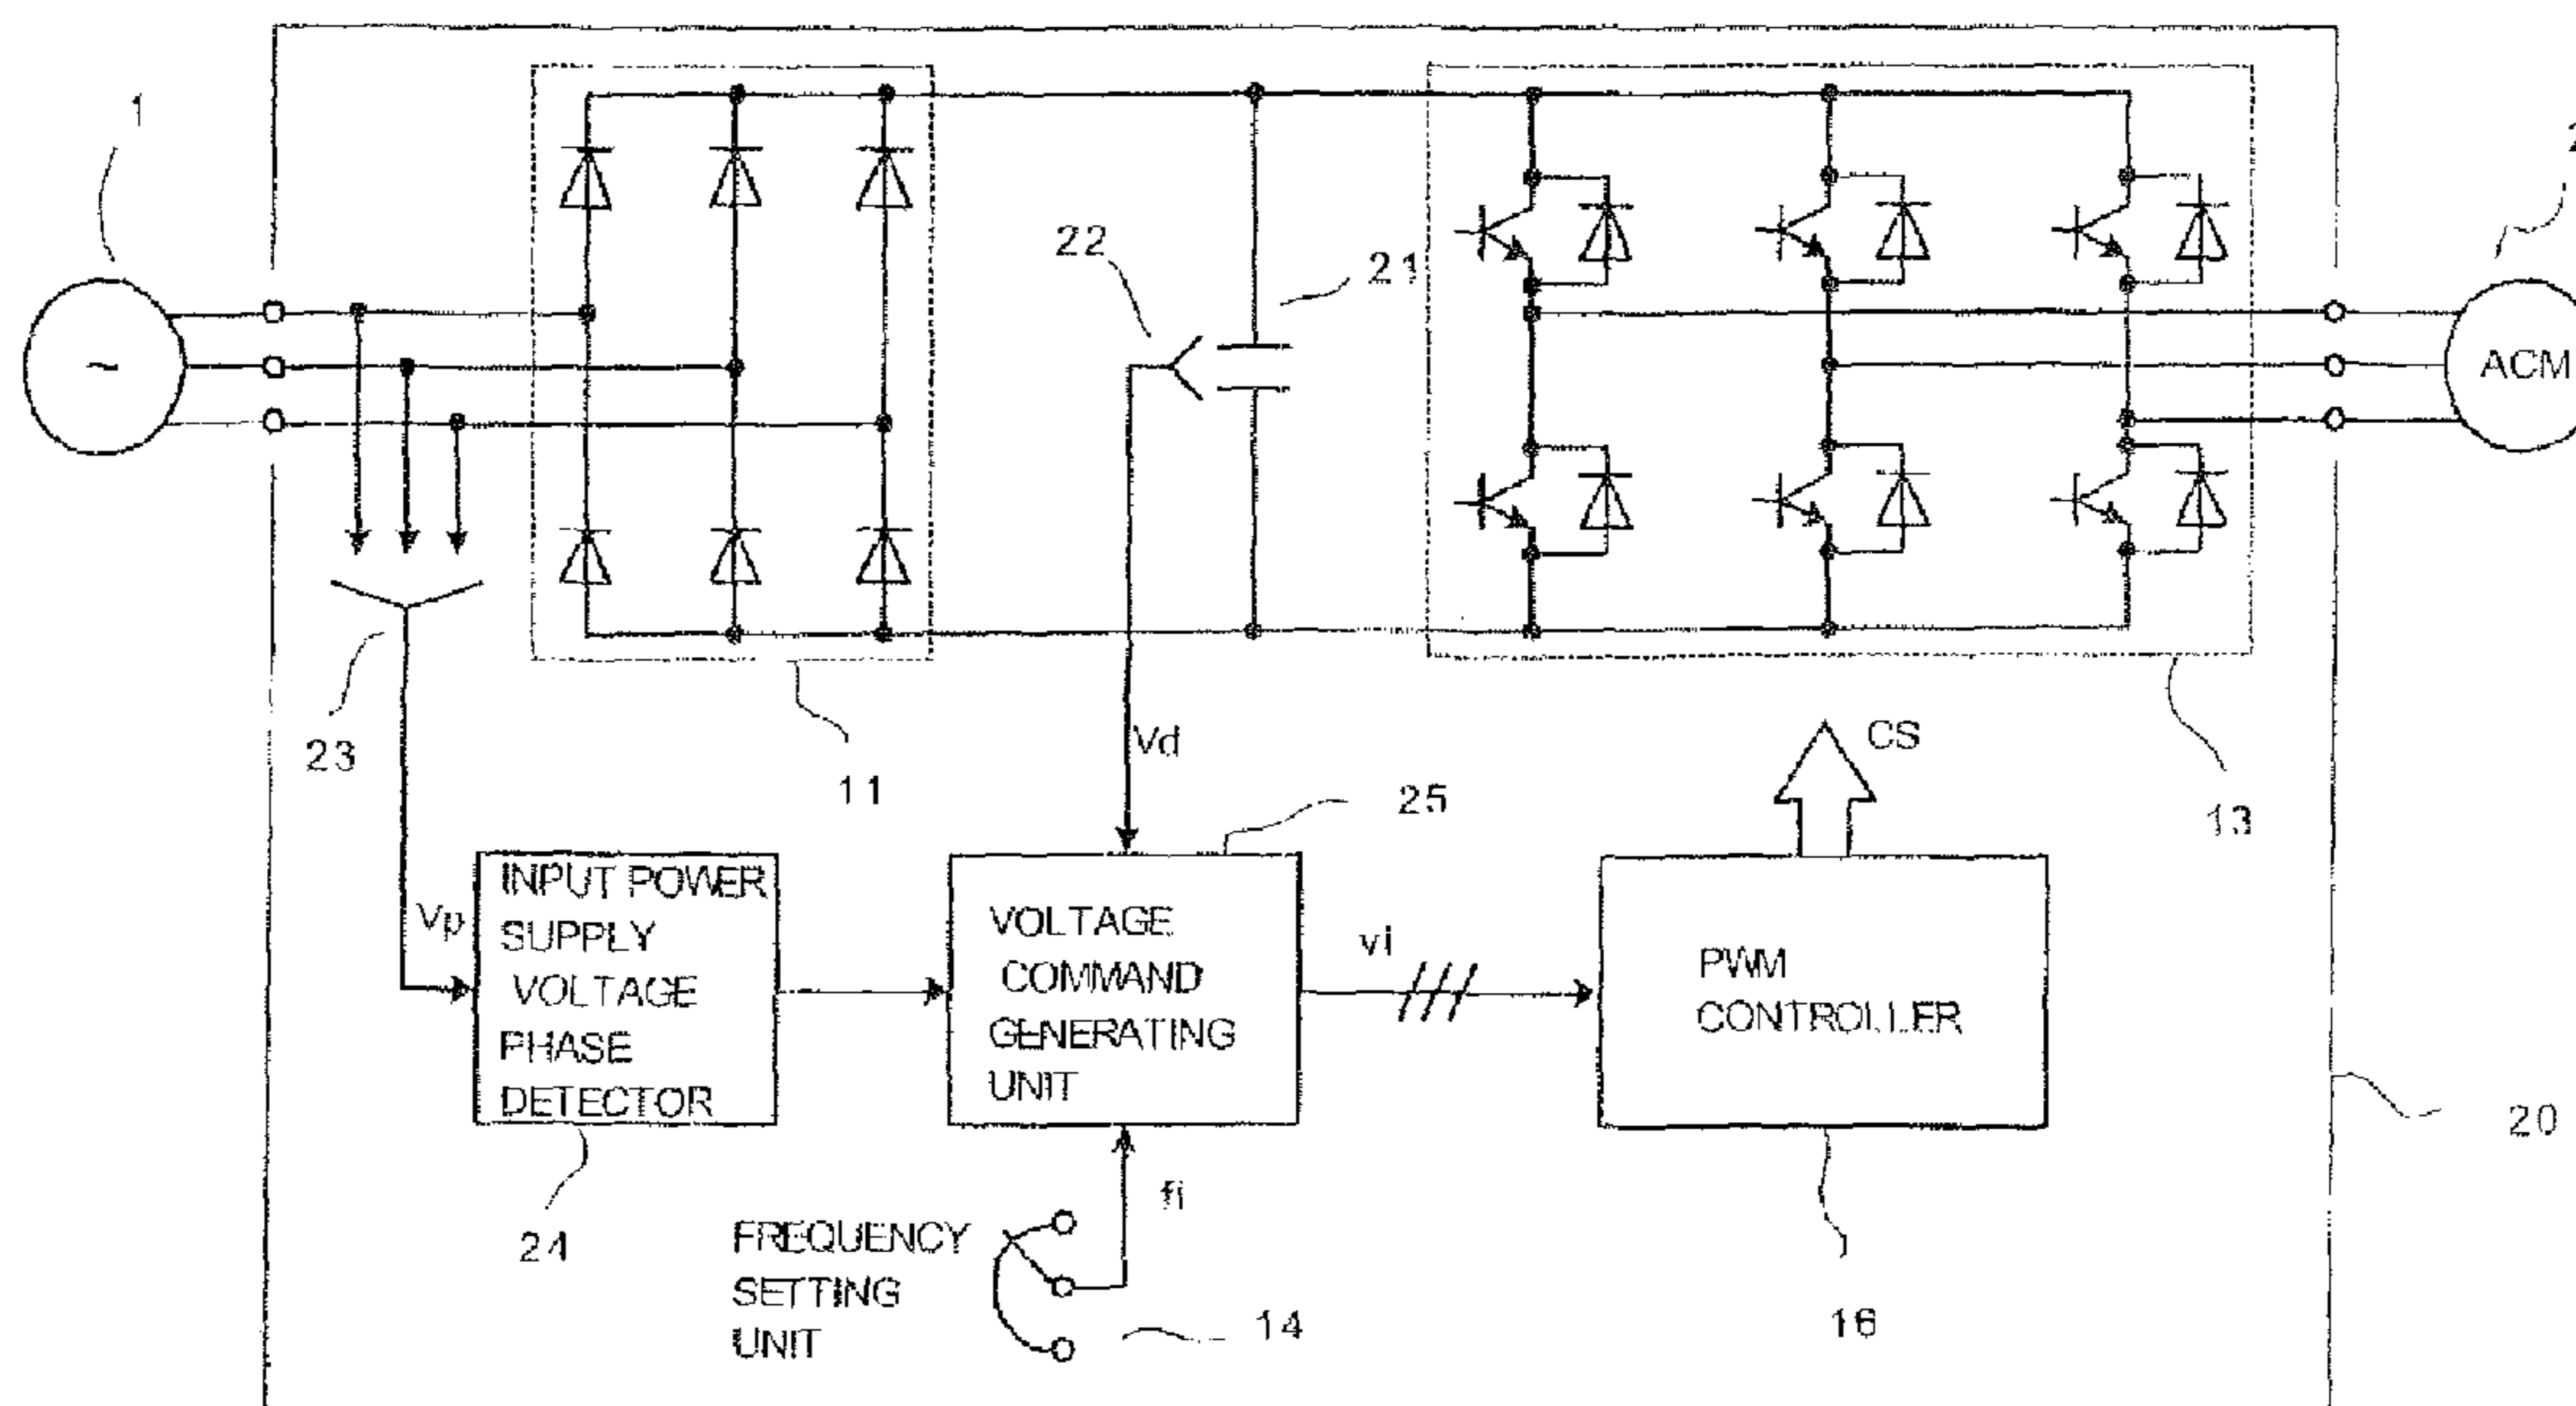 1
2
22
21
~
ACM
23
11
Vd
CS
13
25
Vp
INPUT POWER
SUPPLY
VOLTAGE
PHASE
DETECTOR
VOLTAGE
COMMAND
GENERATING
UNIT
vi
PWM
CONTROLLER
20
24
fi
FREQUENCY
SETTING
UNIT
14
16